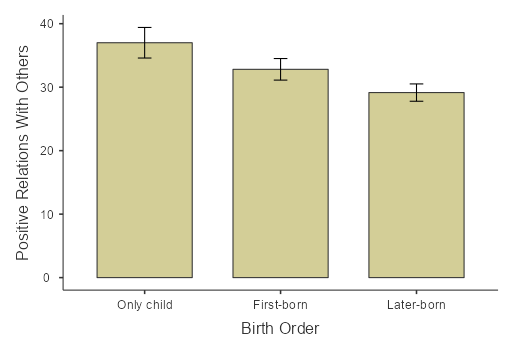 40
30
20
10
0
Positive Relations With Others
Only child
First-born
Later-born
Birth Order